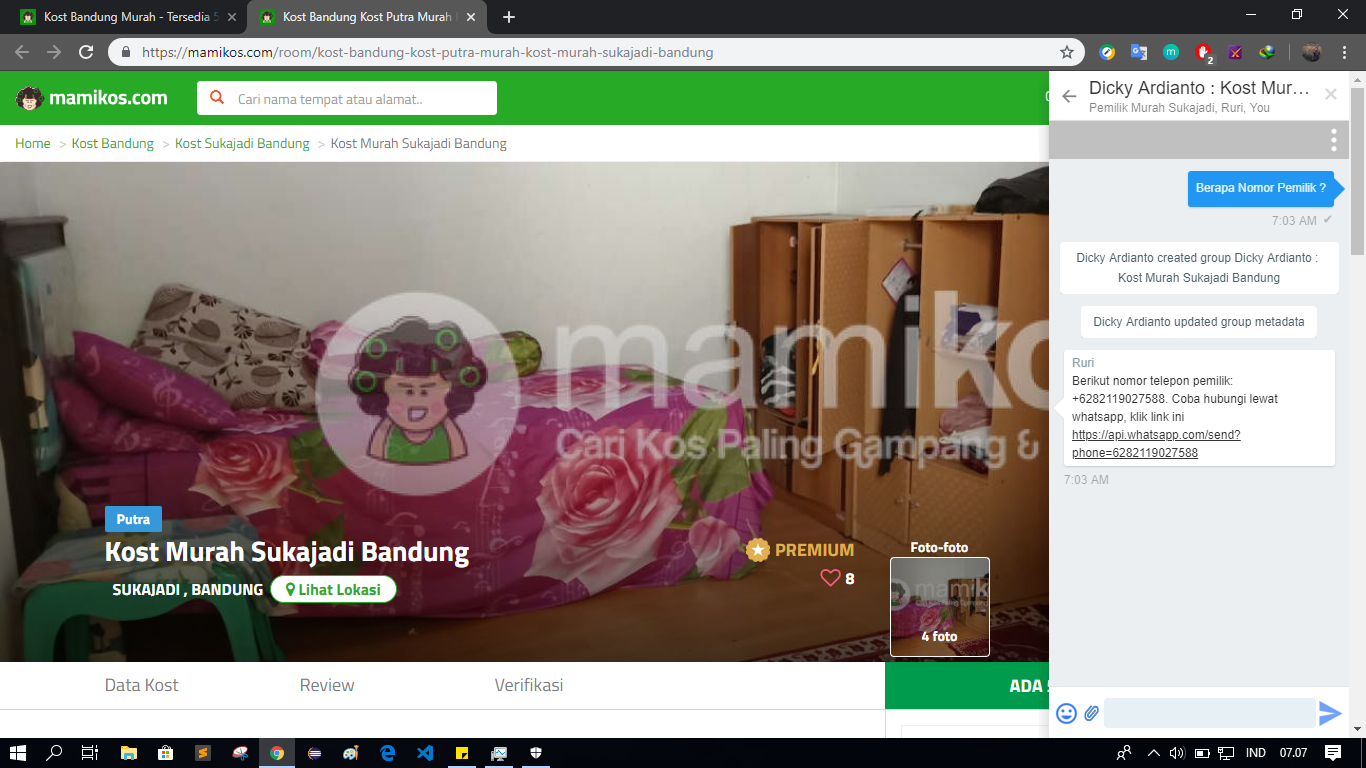 Kost Bandung Murah - Tersedia
Kost Bandung Kost Putra Murah
https://mamikos.com/room/kost-bandung-kost-putra-murah-kost-murah-sukajadi-bandung
2
mamikos.com
Cari nama tempat atau alamat..
Home > Kost Bandung > Kost Sukajadi Bandung > Kost Murah Sukajadi Bandung
mamiko
Cari Kos Paling Gampang &
Putra
Kost Murah Sukajadi Bandung
SUKAJADI , BANDUNG
Lihat Lokasi
PREMIUM
8
Foto-foto
4 foto
Data Kost
Review
Verifikasi
ADA
Dicky Ardianto : Kost Mur...
Pemilik Murah Sukajadi, Ruri, You
Berapa Nomor Pemilik ?
7:03 AM
Dicky Ardianto created group Dicky Ardianto :
Kost Murah Sukajadi Bandung
Dicky Ardianto updated group metadata
Ruri
Berikut nomor telepon pemilik:
+6282119027588. Coba hubungi lewat
whatsapp, klik link ini
https://api.whatsapp.com/send?
phone=6282119027588
7:03 AM
IND
07.07